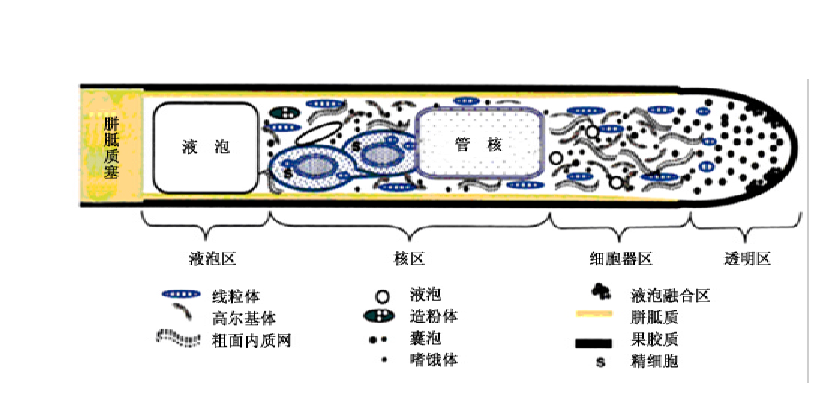 胼胝质塞
液 泡
管 核
S
S
液泡区
核区
细胞器区
透明区
线粒体
高尔基体
粗面内质网
液泡
造粉体
囊泡
嗜饿体
液泡融合区
胼胝质
果胶质
S 精细胞